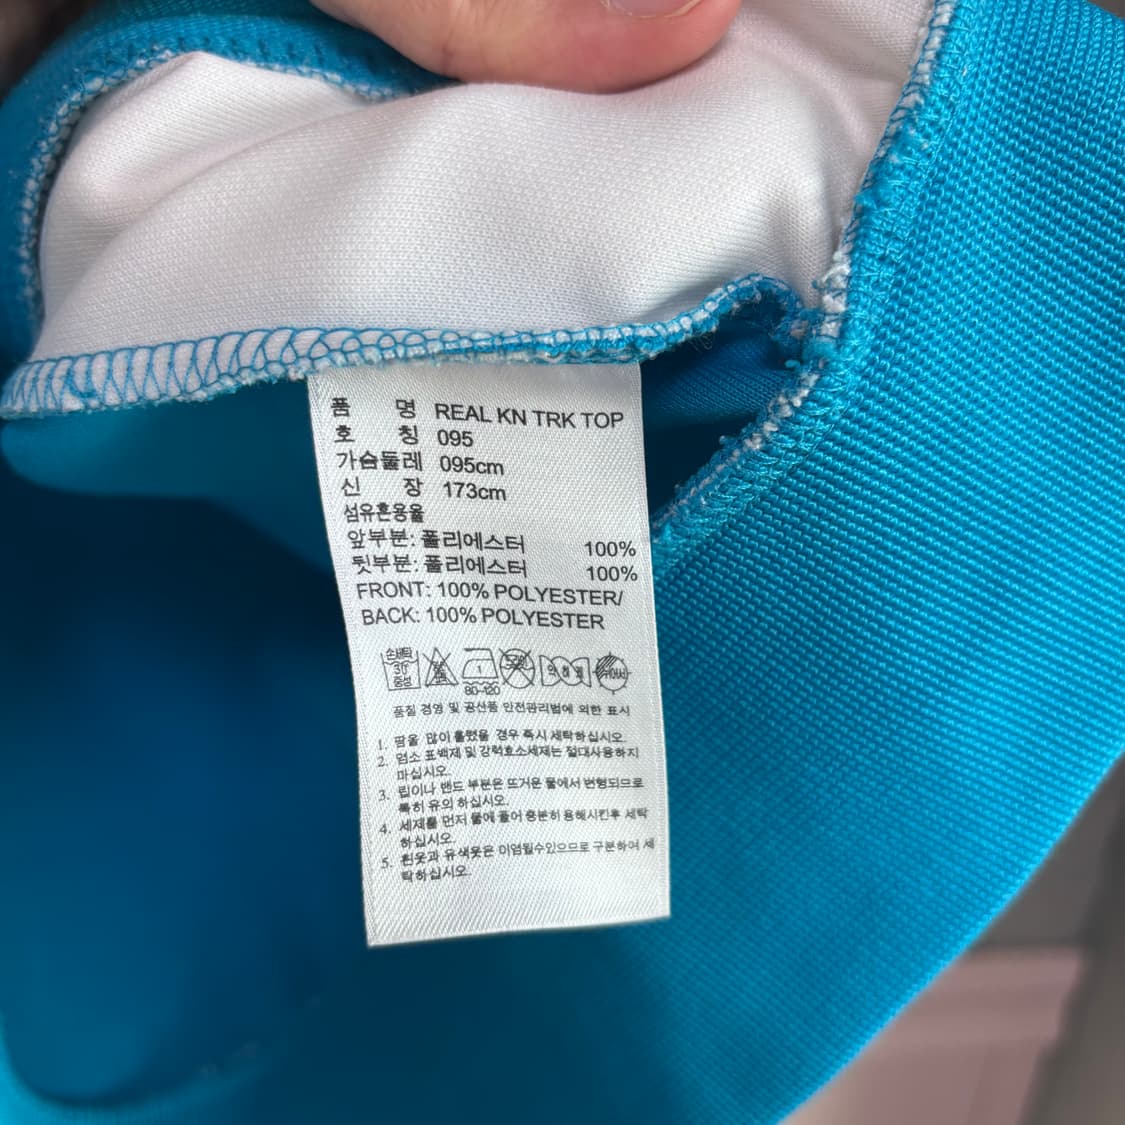 품 명 REAL KN TRK TOP
호 칭 095
가슴둘레 095cm
신 장 173cm
섬유혼용율
앞부분: 폴리에스터 100%
뒷부분: 폴리에스터 100%
FRONT: 100% POLYESTER/
BACK: 100% POLYESTER
손세탁
30
중성
1
80~120
품질 경영 및 공산품 안전관리법에 의한 표시
1. 땀을 많이 흘렸을 경우 즉시 세탁하십시오.
2. 염소 표백제 및 강력효소세제는 절대사용하지
마십시오.
3. 립이나 밴드 부분은 뜨거운 물에서 변형되므로
특히 유의 하십시오.
4. 세제를 먼저 물에 풀어 충분히 용해시킨후 세탁
하십시오.
5. 흰옷과 유색옷은 이염될수있으므로 구분하여 세
탁하십시오.